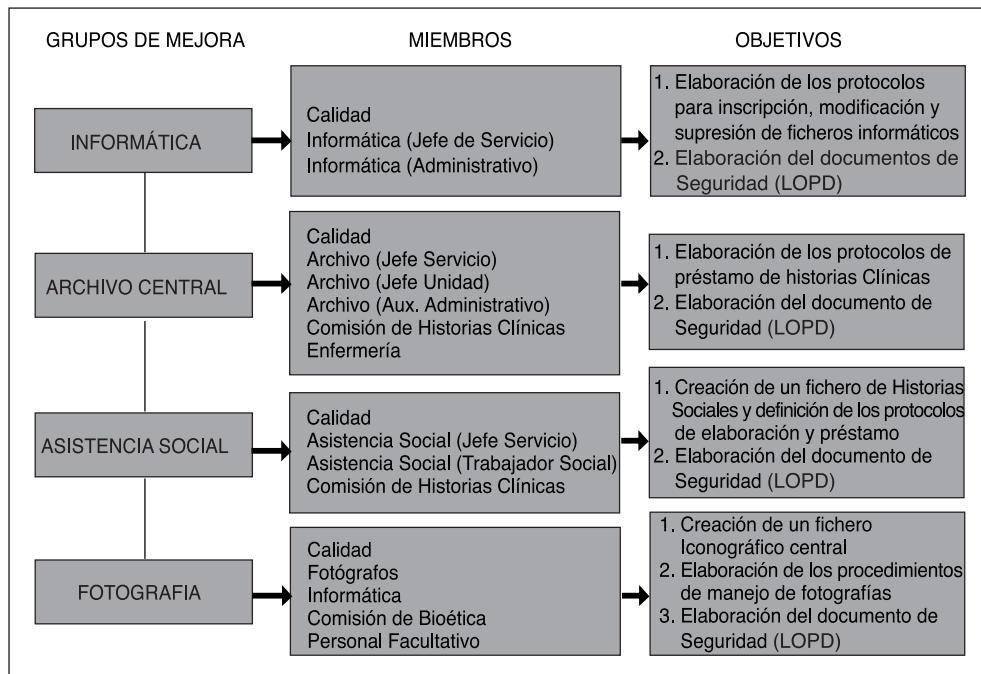 GRUPOS DE MEJORA
MIEMBROS
OBJETIVOS
INFORMÁTICA
Calidad
Informática (Jefe de Servicio)
Informática (Administrativo)
1. Elaboración de los protocolos
para inscripción, modificación y
supresión de ficheros informáticos
2. Elaboración del documentos de
Seguridad (LOPD)
ARCHIVO CENTRAL
Calidad
Archivo (Jefe Servicio)
Archivo (Jefe Unidad)
Archivo (Aux. Administrativo)
Comisión de Historias Clínicas
Enfermería
1. Elaboración de los protocolos de
préstamo de historias Clínicas
2. Elaboración del documento de
Seguridad (LOPD)
ASISTENCIA SOCIAL
Calidad
Asistencia Social (Jefe Servicio)
Asistencia Social (Trabajador Social)
Comisión de Historias Clínicas
1. Creación de un fichero de Historias
Sociales y definición de los protocolos
de elaboración y préstamo
2. Elaboración del documento de
Seguridad (LOPD)
FOTOGRAFIA
Calidad
Fotógrafos
Informática
Comisión de Bioética
Personal Facultativo
1. Creación de un fichero
Iconográfico central
2. Elaboración de los procedimientos
de manejo de fotografías
3. Elaboración del documento de
Seguridad (LOPD)